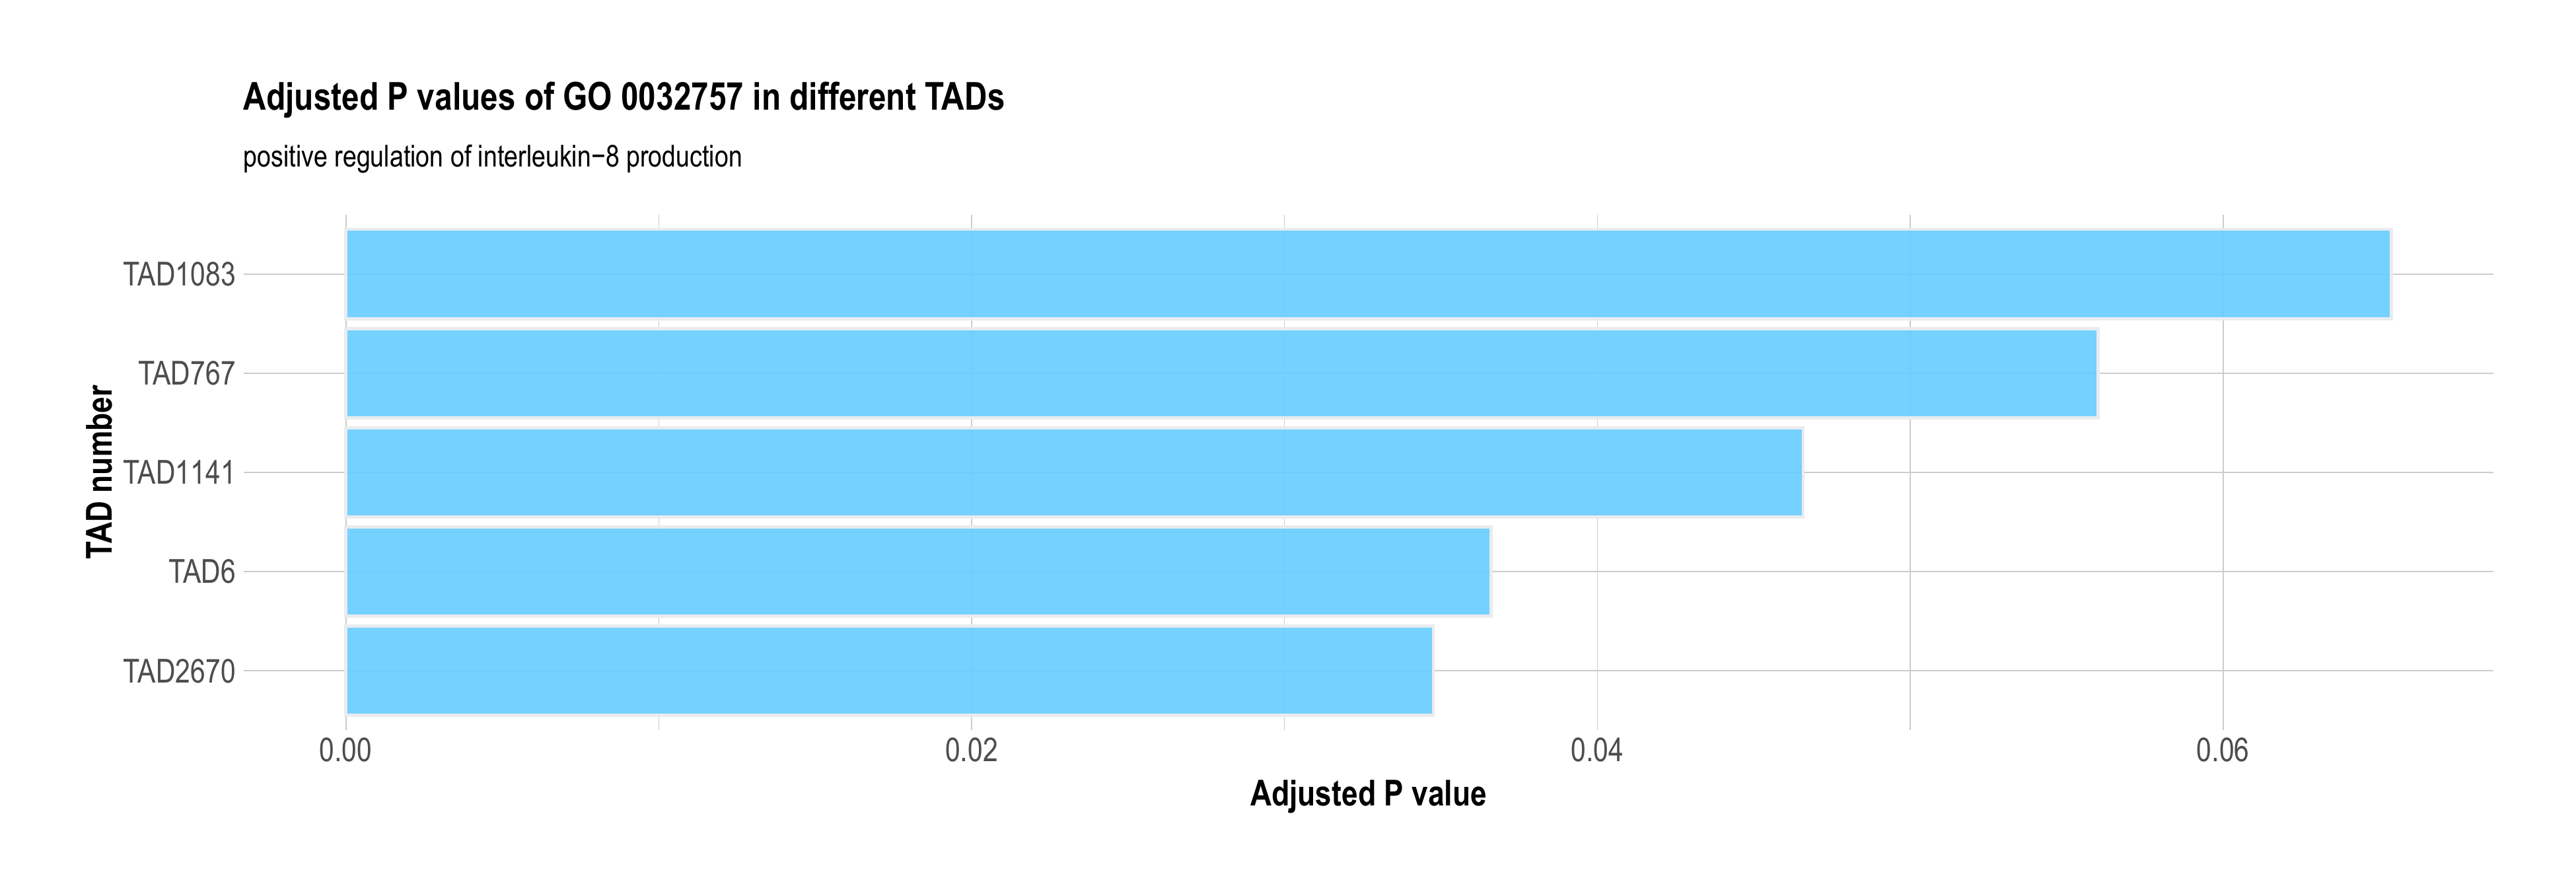 Adjusted P values of GO 0032757 in different TADs
positive regulation of interleukin−8 production
TAD number
TAD1083
TAD767
TAD1141
TAD6
TAD2670
0.00 0.02 0.04 0.06
Adjusted P value